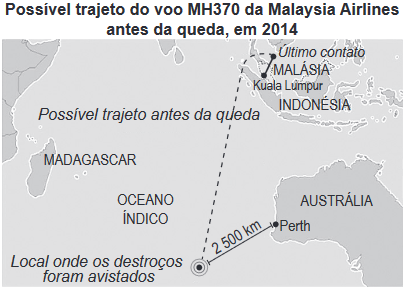 Possível trajeto do voo MH370 da Malaysia Airlines
antes da queda, em 2014
Último contato
MALÁSIA
Kuala Lumpur
INDONÉSIA
Possível trajeto antes da queda
MADAGASCAR
OCEANO
ÍNDICO
AUSTRÁLIA
Perth
2 500 km
Local onde os destroços
foram avistados